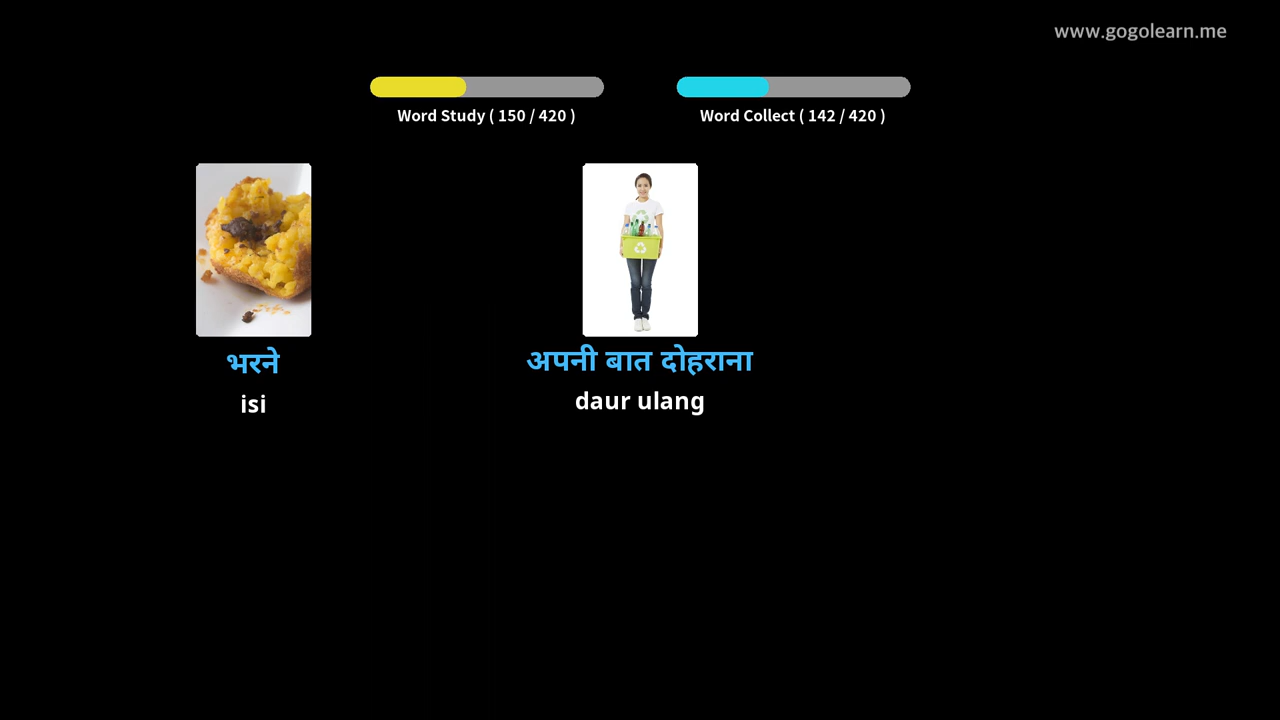 www.gogolearn.me
Word Study ( 150 / 420 )
Word Collect ( 142 / 420 )
भरने
isi
अपनी बात दोहराना
daur ulang